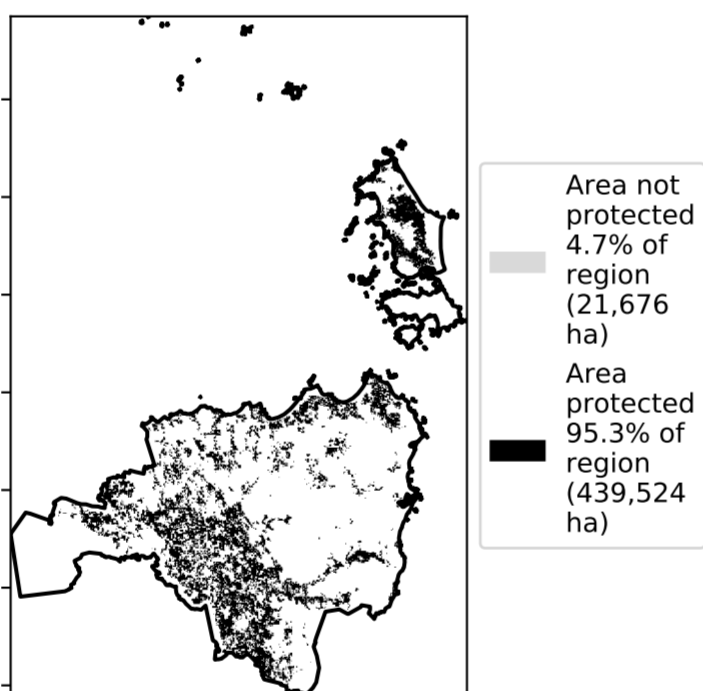 Area not
protected
4.7% of
region
(21,676
ha)
Area
protected
95.3% of
region
(439,524
ha)